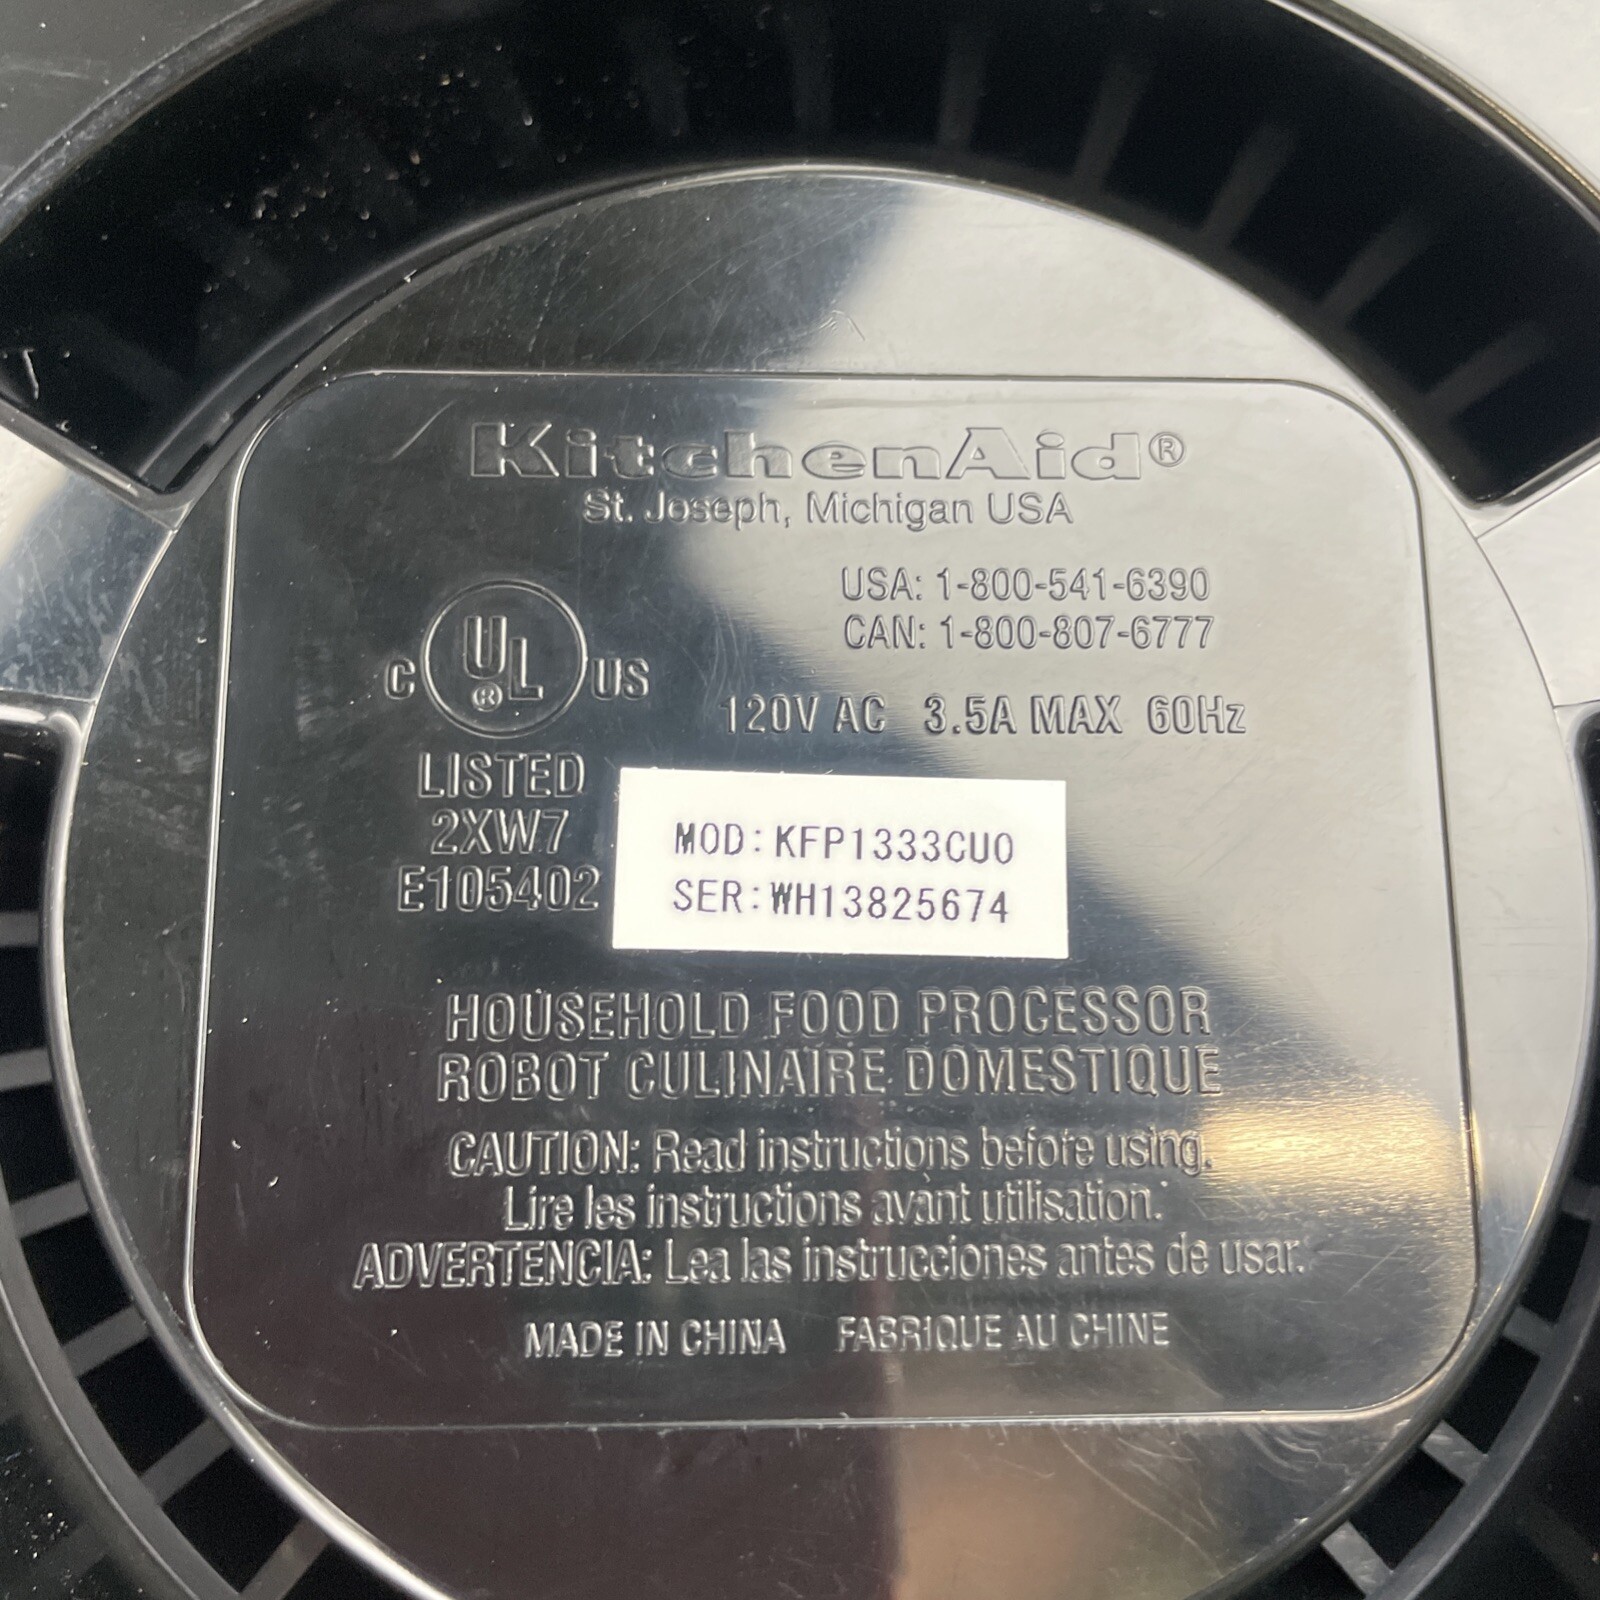 KitchenAid®
St. Joseph, Michigan USA
USA: 1-800-541-6390
CAN: 1-800-807-6777
C UL® US
120V AC 3.5A MAX 60Hz
LISTED
2XW7
E105402
MOD:KFP1333CU0
SER:WH13825674
HOUSEHOLD FOOD PROCESSOR
ROBOT CULINAIRE DOMESTIQUE
CAUTION: Read instructions before using.
Lire les instructions avant utilisation.
ADVERTENCIA: Lea las instrucciones antes de usar.
MADE IN CHINA FABRIQUE AU CHINE